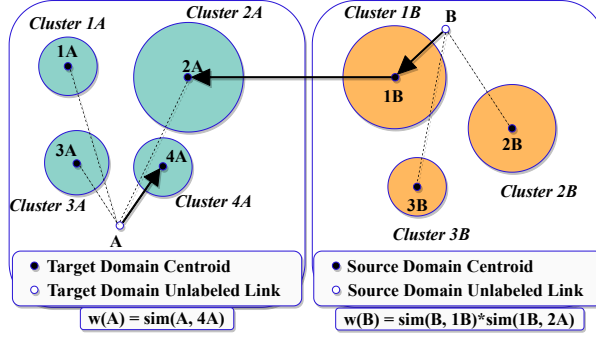 Cluster 1A
Cluster 2A
1A
2A
3A
4A
Cluster 3A
Cluster 4A
A
Target Domain Centroid
Target Domain Unlabeled Link
w(A) = sim(A, 4A)
Cluster 1B
B
1B
2B
3B
Cluster 2B
Cluster 3B
Source Domain Centroid
Source Domain Unlabeled Link
w(B) = sim(B, 1B)*sim(1B, 2A)